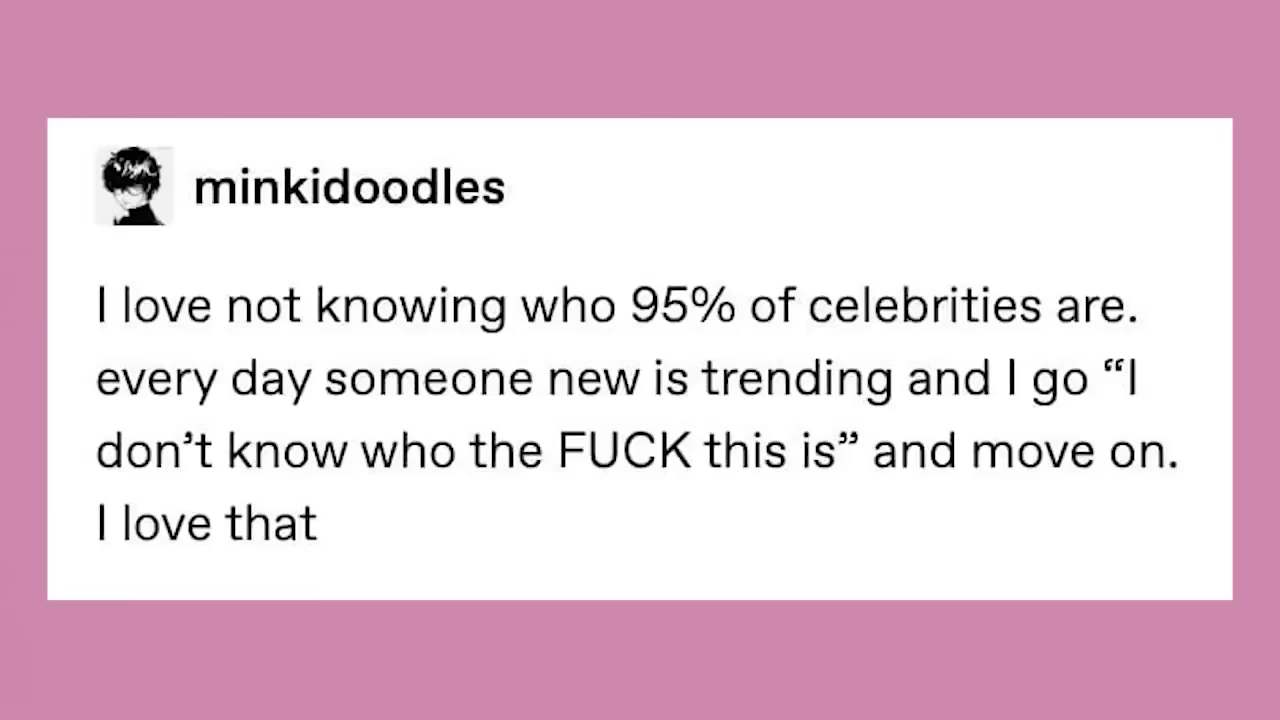 minkidoodles
I love not knowing who 95% of celebrities are.
every day someone new is trending and I go “I
don’t know who the FUCK this is” and move on.
I love that